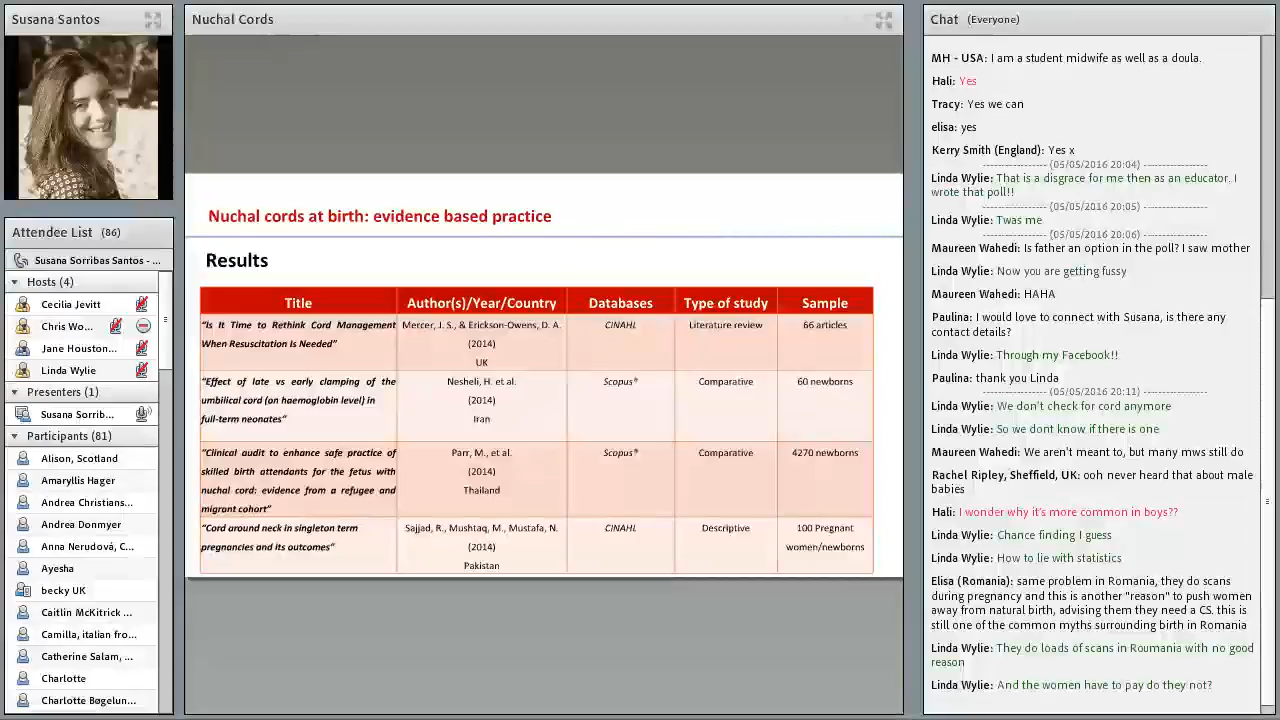 Susana Santos
Attendee List (86)
Susana Sorribas Santos - ...
Hosts (4)
Cecilia Jevitt
Chris Wo...
Jane Houston...
Linda Wylie
Presenters (1)
Susana Sorrib...
Participants (81)
Alison, Scotland
Amaryllis Hager
Andrea Christians...
Andrea Donmyer
Anna Nerudová, C...
Ayesha
becky UK
Caitlin McKitrick ...
Camilla, italian fro...
Catherine Salam, ...
Charlotte
Charlotte Bøgelun...
Nuchal Cords
Nuchal cords at birth: evidence based practice
Results
Title Author(s)/Year/Country Databases Type of study Sample
"Is It Time to Rethink Cord Management Mercer, J. S., & Erickson-Owens, D. A. CINAHL Literature review 66 articles
When Resuscitation Is Needed" (2014)
UK
"Effect of late vs early clamping of the Nesheli, H. et al. Scopus® Comparative 60 newborns
umbilical cord (on haemoglobin level) in (2014)
full-term neonates" Iran
"Clinical audit to enhance safe practice of Parr, M., et al. Scopus® Comparative 4270 newborns
skilled birth attendants for the fetus with (2014)
nuchal cord: evidence from a refugee and Thailand
migrant cohort"
"Cord around neck in singleton term Sajjad, R., Mushtaq, M., Mustafa, N. CINAHL Descriptive 100 Pregnant
pregnancies and its outcomes" (2014) women/newborns
Pakistan
Chat (Everyone)
MH - USA: I am a student midwife as well as a doula.
Hali: Yes
Tracy: Yes we can
elisa: yes
Kerry Smith (England): Yes x
---------------- (05/05/2016 20:04) ----------------
Linda Wylie: That is a disgrace for me then as an educator. I
wrote that poll!!
---------------- (05/05/2016 20:05) ----------------
Linda Wylie: Twas me
---------------- (05/05/2016 20:06) ----------------
Maureen Wahedi: Is father an option in the poll? I saw mother
Linda Wylie: Now you are getting fussy
Maureen Wahedi: HAHA
Paulina: I would love to connect with Susana, is there any
contact details?
Linda Wylie: Through my Facebook!!
Paulina: thank you Linda
---------------- (05/05/2016 20:11) ----------------
Linda Wylie: We don't check for cord anymore
Linda Wylie: So we dont know if there is one
Maureen Wahedi: We aren't meant to, but many mws still do
Rachel Ripley, Sheffield, UK: ooh never heard that about male
babies
Hali: I wonder why it's more common in boys??
Linda Wylie: Chance finding I guess
Linda Wylie: How to lie with statistics
Elisa (Romania): same problem in Romania, they do scans
during pregnancy and this is another "reason" to push women
away from natural birth, advising them they need a CS. this is
still one of the common myths surrounding birth in Romania
Linda Wylie: They do loads of scans in Roumania with no good
reason
Linda Wylie: And the women have to pay do they not?